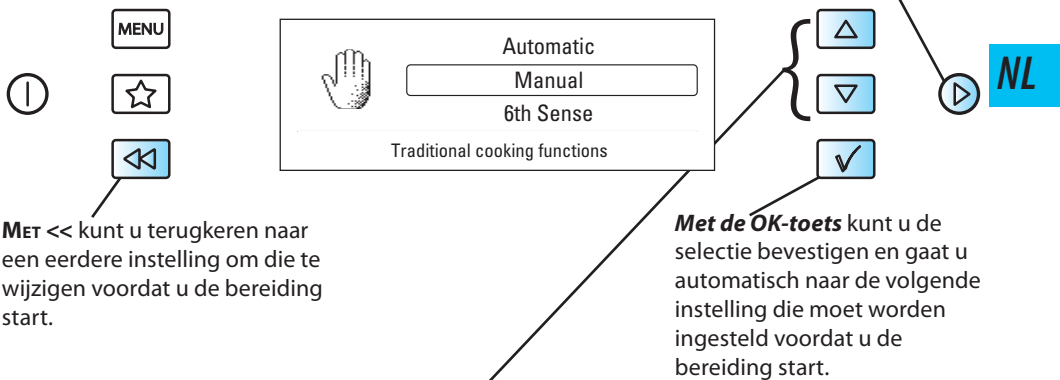 MENU
Automatic
Manual
6th Sense
Traditional cooking functions
NL
MET << kunt u terugkeren naar
een eerdere instelling om die te
wijzigen voordat u de bereiding
start.
Met de OK-toets kunt u de
selectie bevestigen en gaat u
automatisch naar de volgende
instelling die moet worden
ingesteld voordat u de
bereiding start.